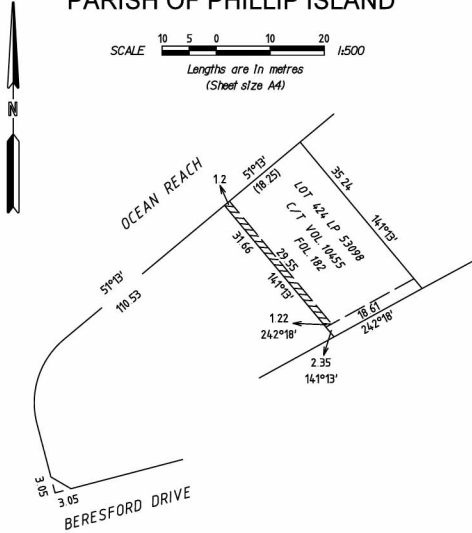 PARISH OF PHILLIP ISLAND
SCALE 10 5 0 10 20 1:500
Lengths are in metres
(Sheet size A4)
N
OCEAN REACH
1.2
51°13'
(18 25)
35 24
141°13'
LOT 424 LP 53098
C/T VOL. 10455
FOL. 182
31.66
29.55
141°13'
51°13'
110 53
1.22
242°18'
18 61
242°18'
2.35
141°13'
3.05
3.05
BERESFORD DRIVE